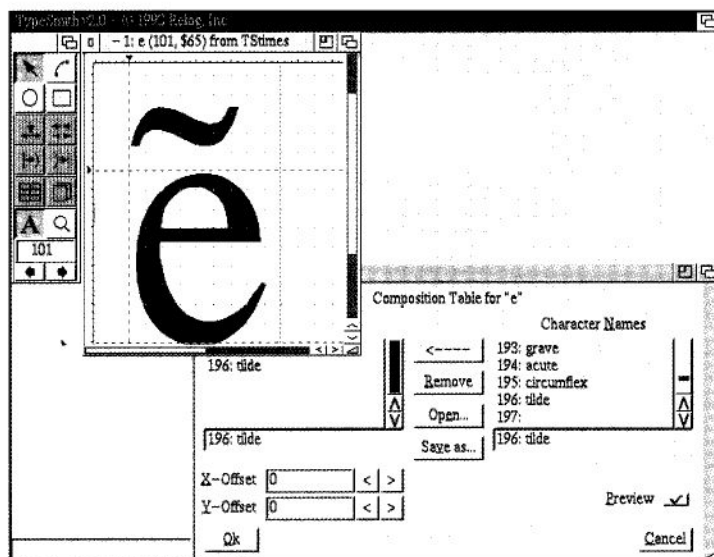 TypeSmith v2.0 - © 1992 Relog, Inc
- 1: e (101, $65) from TStimes
ẽ
A
101
Composition Table for "e"
Character Names
196: tilde
<----
Remove
Open...
Save as...
193: grave
194: acute
195: circumflex
196: tilde
197:
196: tilde
196: tilde
X-Offset 0 < >
Y-Offset 0 < >
Preview
Ok
Cancel